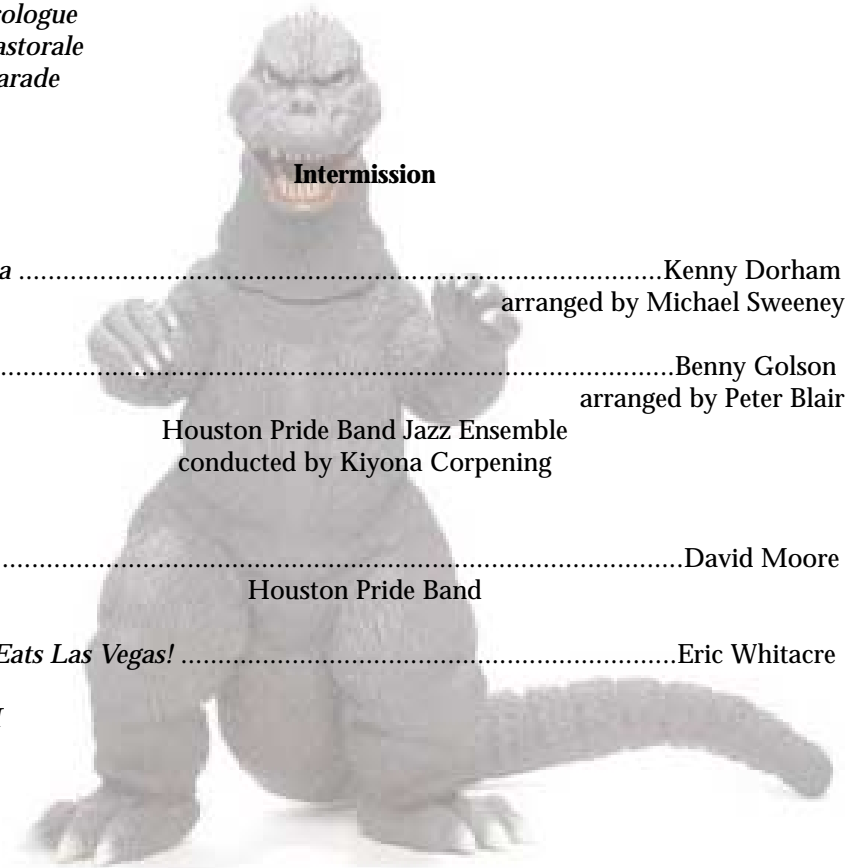 ologue
astorale
arade
Intermission
a ...............................................................................................................Kenny Dorham
arranged by Michael Sweeney
.....................................................................................................................Benny Golson
arranged by Peter Blair
Houston Pride Band Jazz Ensemble
conducted by Kiyona Corpening
......................................................................................................................David Moore
Houston Pride Band
Eats Las Vegas! .....................................................................................Eric Whitacre